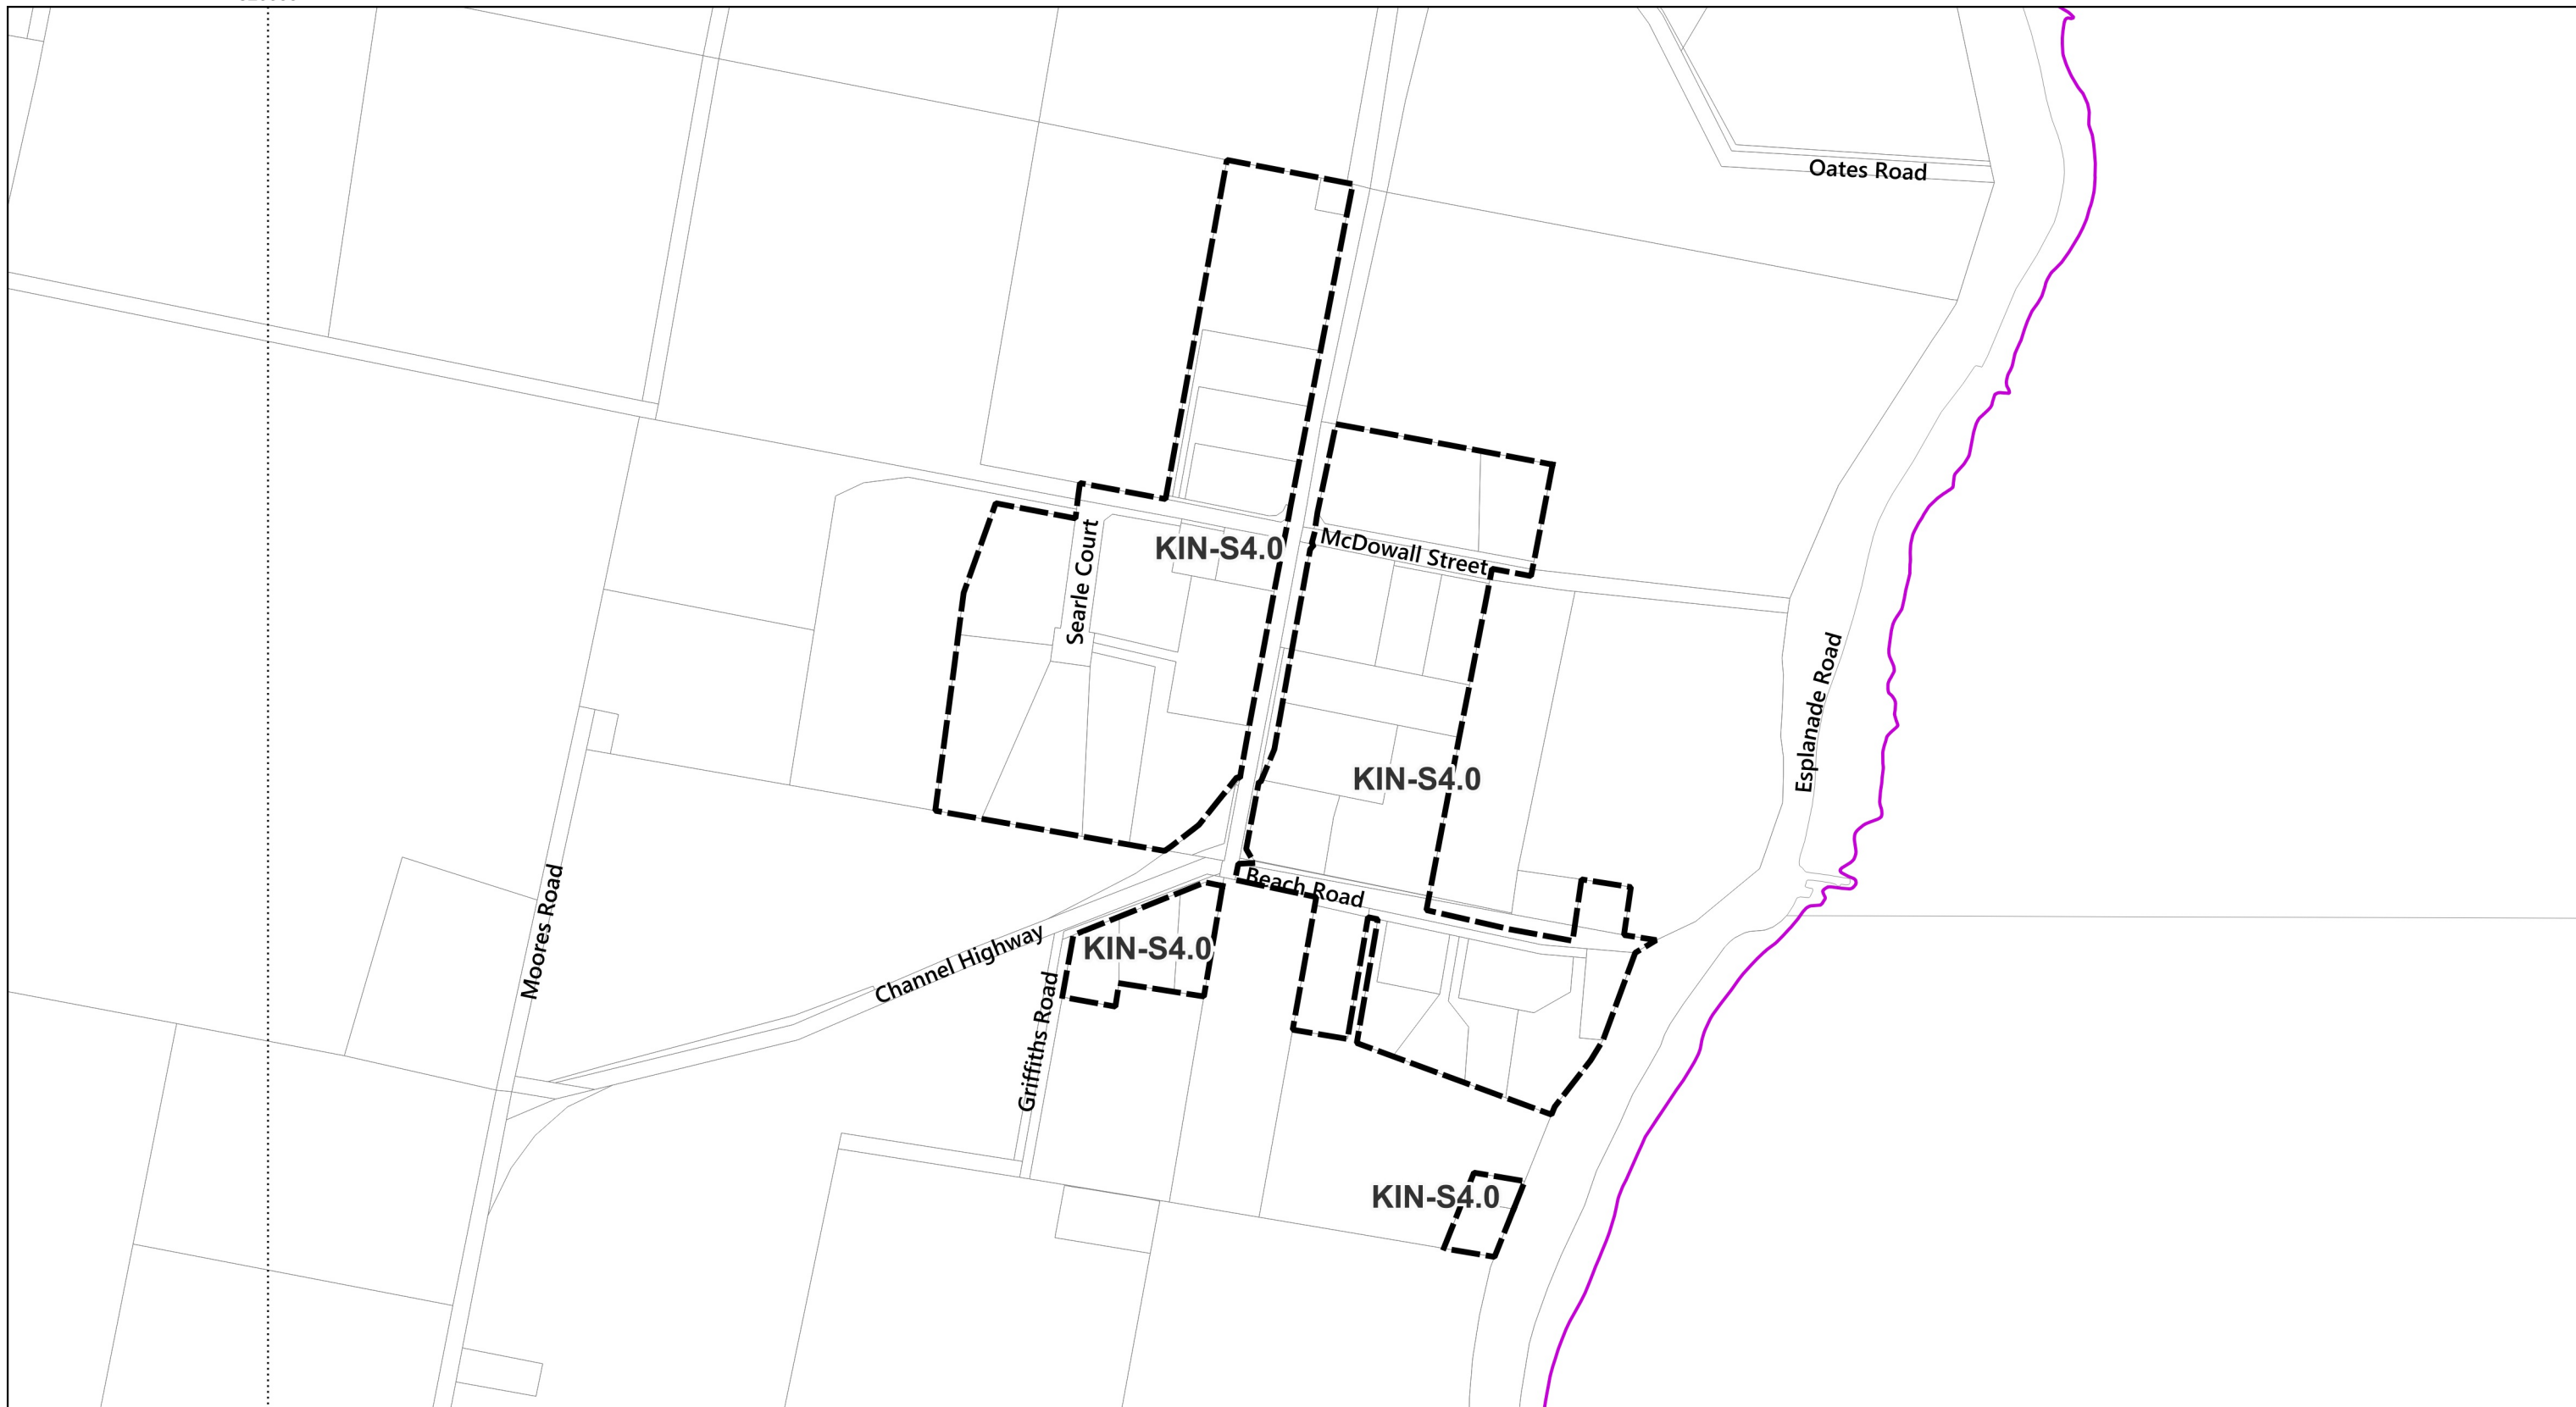 Oates Road
KIN-S4.0
McDowall Street
Searle Court
Esplanade Road
KIN-S4.0
Beach Road
Moores Road
KIN-S4.0
Channel Highway
Griffiths Road
KIN-S4.0